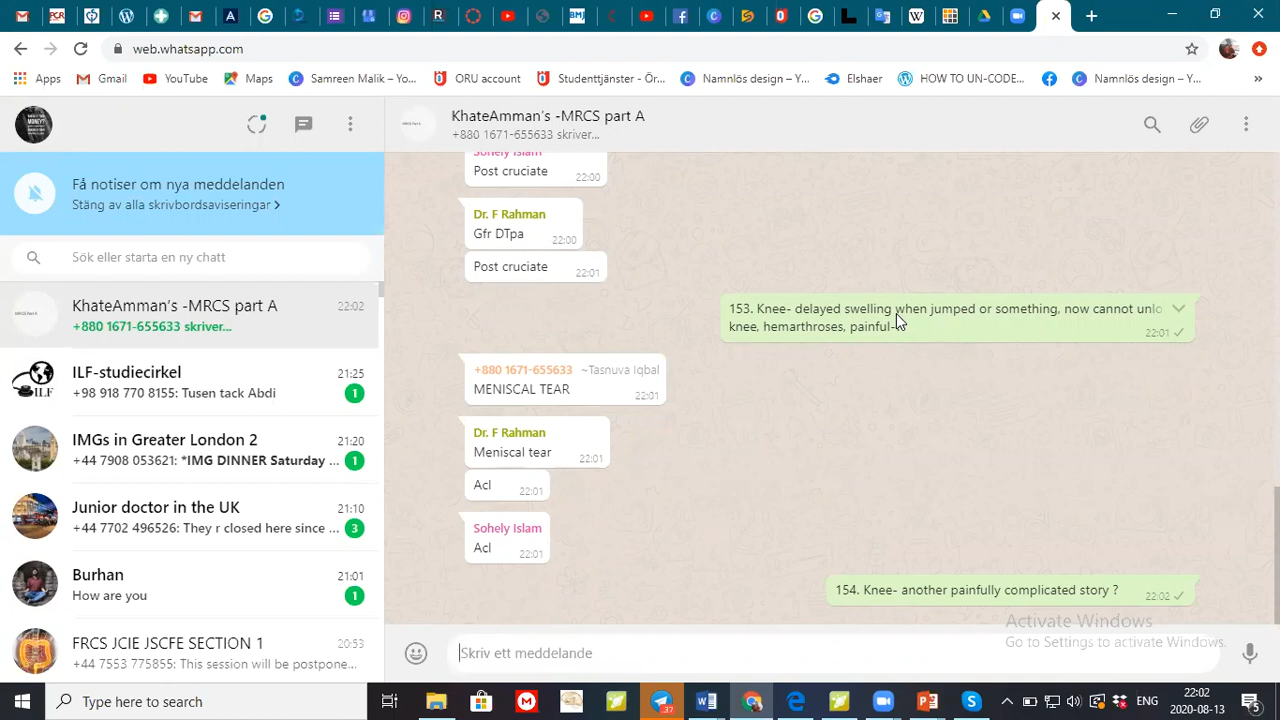 web.whatsapp.com
Apps
Gmail
YouTube
Maps
Samreen Malik – Yo...
ORU account
Studenttjänster - Ör...
Namnlös design – Y...
Elshaer
HOW TO UN-CODE...
Namnlös design – Y...
»
KhateAmman's -MRCS part A
+880 1671-655633 skriver...
Få notiser om nya meddelanden
Stäng av alla skrivbordsaviseringar >
Sök eller starta en ny chatt
KhateAmman's -MRCS part A 22:02
+880 1671-655633 skriver...
ILF-studiecirkel 21:25
+98 918 770 8155: Tusen tack Abdi 1
IMGs in Greater London 2 21:20
+44 7908 053621: *IMG DINNER Saturday ... 1
Junior doctor in the UK 21:10
+44 7702 496526: They r closed here since ... 3
Burhan 21:01
How are you 1
FRCS JCIE JSCFE SECTION 1 20:53
+44 7553 775855: This session will be postpone...
Sohely Islam
Post cruciate 22:00
Dr. F Rahman
Gfr DTpa 22:00
Post cruciate 22:01
153. Knee- delayed swelling when jumped or something, now cannot unlo
knee, hemarthroses, painful- 22:01
+880 1671-655633 ~Tasnuva Iqbal
MENISCAL TEAR 22:01
Dr. F Rahman
Meniscal tear 22:01
Acl 22:01
Sohely Islam
Acl 22:01
154. Knee- another painfully complicated story ? 22:02
Activate Windows
Go to Settings to activate Windows.
Skriv ett meddelande
Type here to search
37
ENG
22:02
2020-08-13
5